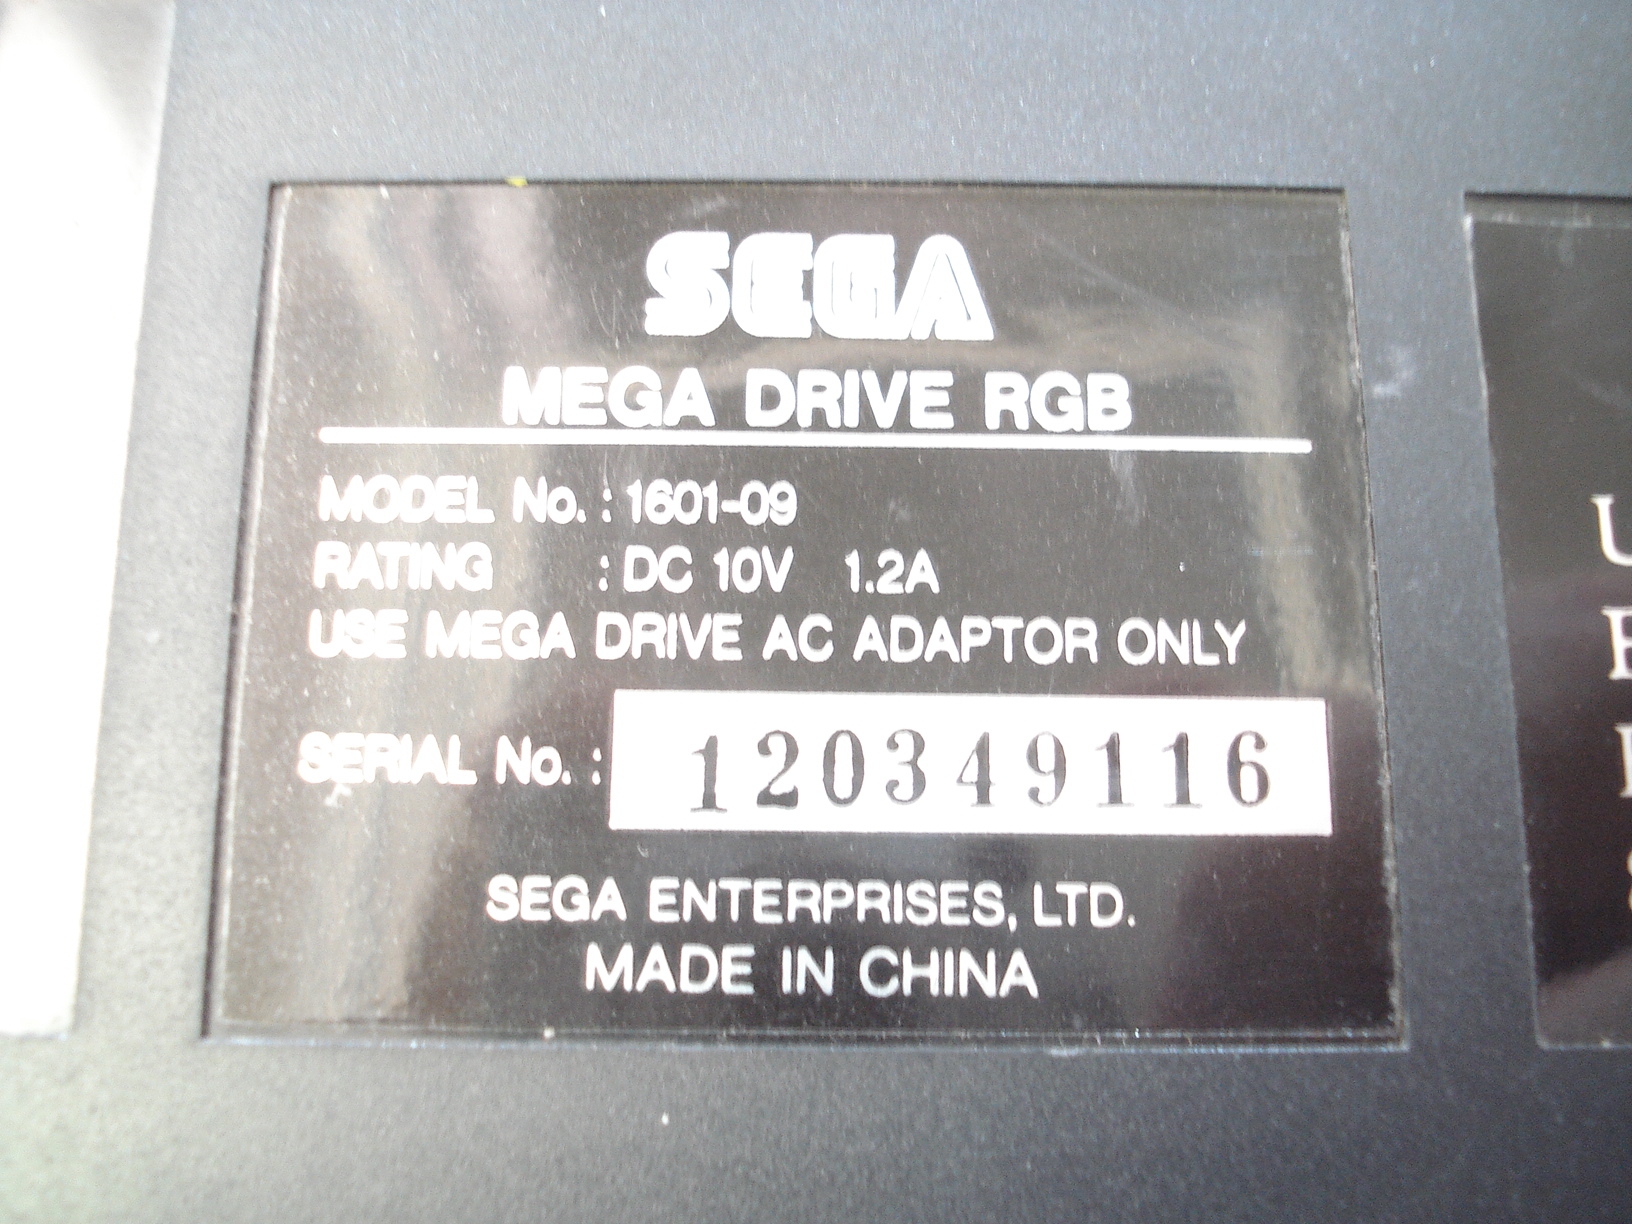 SEGA
MEGA DRIVE RGB
MODEL No. : 1601-09
RATING : DC 10V 1.2A
USE MEGA DRIVE AC ADAPTOR ONLY
SERIAL No. : 120349116
SEGA ENTERPRISES, LTD.
MADE IN CHINA